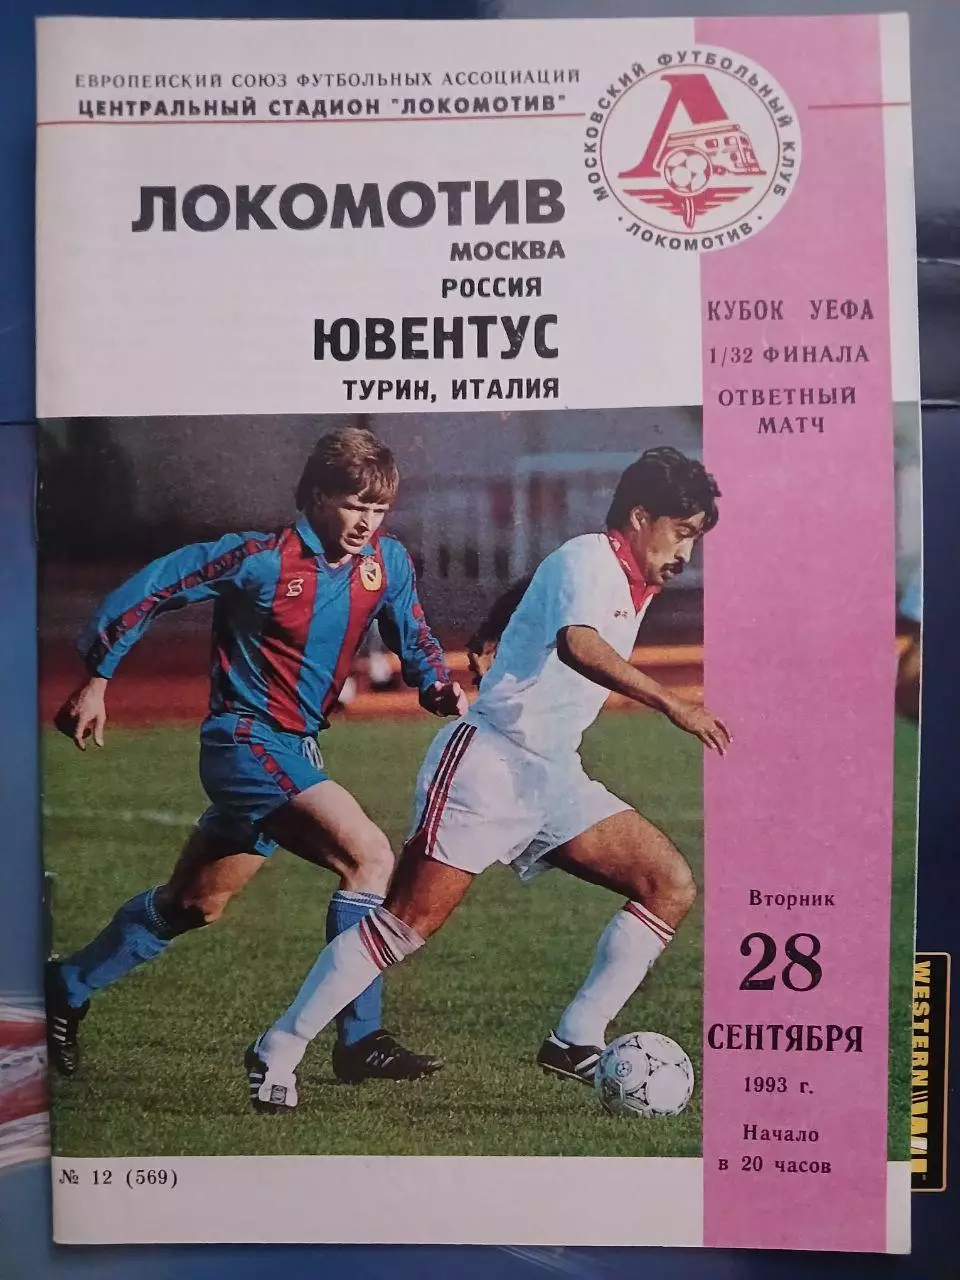 ЕВРОПЕЙСКИЙ СОЮЗ ФУТБОЛЬНЫХ АССОЦИАЦИЙ
ЦЕНТРАЛЬНЫЙ СТАДИОН "ЛОКОМОТИВ"
МОСКОВСКИЙ ФУТБОЛЬНЫЙ КЛУБ
· ЛОКОМОТИВ ·
ЛОКОМОТИВ
МОСКВА
РОССИЯ
ЮВЕНТУС
ТУРИН, ИТАЛИЯ
КУБОК УЕФА
1/32 ФИНАЛА
ОТВЕТНЫЙ
МАТЧ
Вторник
28
СЕНТЯБРЯ
1993 г.
Начало
в 20 часов
№ 12 (569)
WESTERN